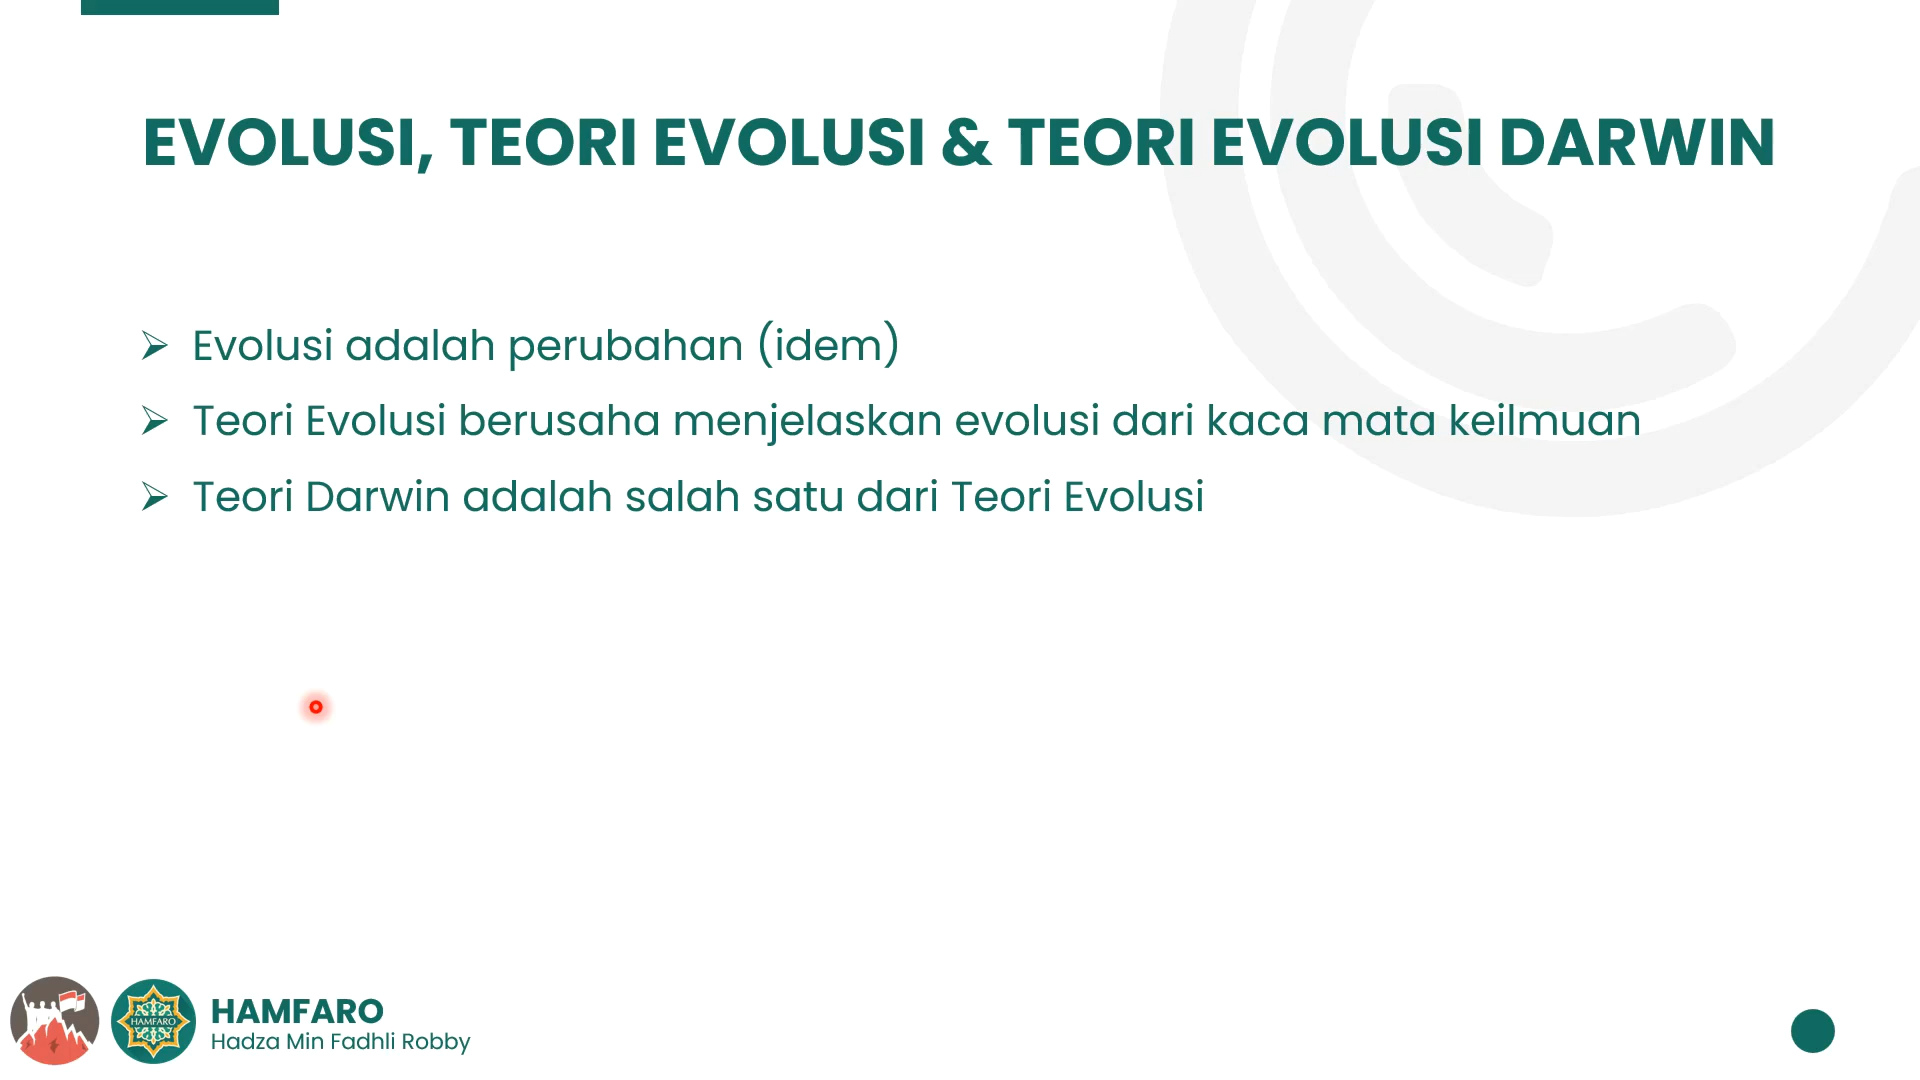 EVOLUSI, TEORI EVOLUSI & TEORI EVOLUSI DARWIN
Evolusi adalah perubahan (idem)
Teori Evolusi berusaha menjelaskan evolusi dari kaca mata keilmuan
Teori Darwin adalah salah satu dari Teori Evolusi
HAMFARO
HAMFARO
Hadza Min Fadhli Robby